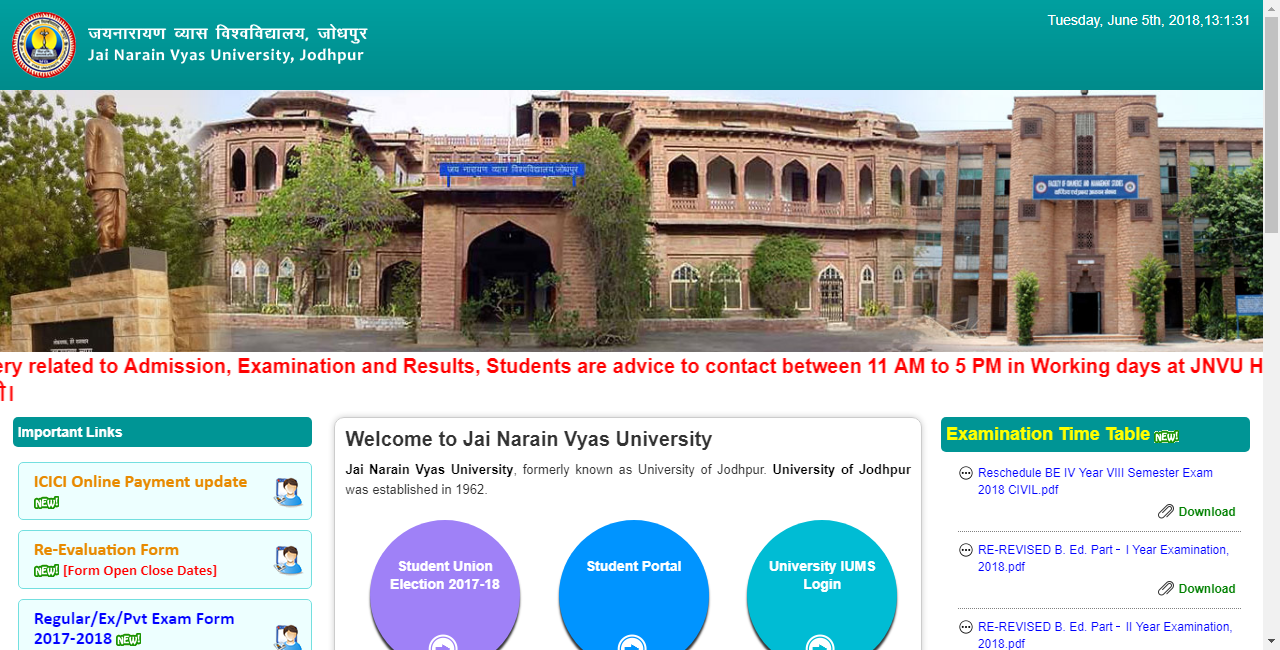 जयनारायण व्यास विश्वविद्यालय, जोधपुर
Jai Narain Vyas University, Jodhpur
Tuesday, June 5th, 2018,13:1:31
जय नारायण व्यास विश्वविद्यालय,जोधपुर
FACULTY OF COMMERCE AND MANAGEMENT STUDIES
ery related to Admission, Examination and Results, Students are advice to contact between 11 AM to 5 PM in Working days at JNVU H
ी।
Important Links
ICICI Online Payment update
NEW!
Re-Evaluation Form
NEW! [Form Open Close Dates]
Regular/Ex/Pvt Exam Form
2017-2018 NEW!
Welcome to Jai Narain Vyas University
Jai Narain Vyas University, formerly known as University of Jodhpur. University of Jodhpur
was established in 1962.
Student Union
Election 2017-18
Student Portal
University IUMS
Login
Examination Time Table NEW!
Reschedule BE IV Year VIII Semester Exam
2018 CIVIL.pdf
Download
RE-REVISED B. Ed. Part - I Year Examination,
2018.pdf
Download
RE-REVISED B. Ed. Part - II Year Examination,
2018.pdf